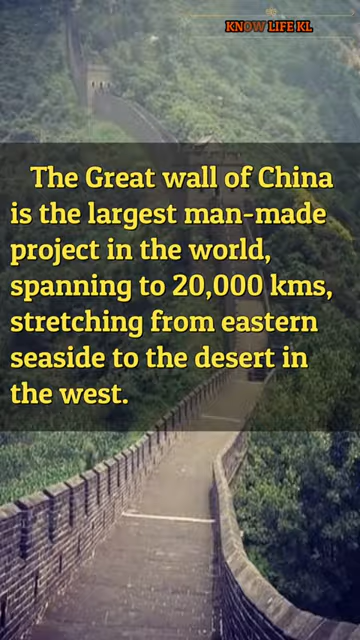 KNOW LIFE KL
The Great wall of China
is the largest man-made
project in the world,
spanning to 20,000 kms,
stretching from eastern
seaside to the desert in
the west.